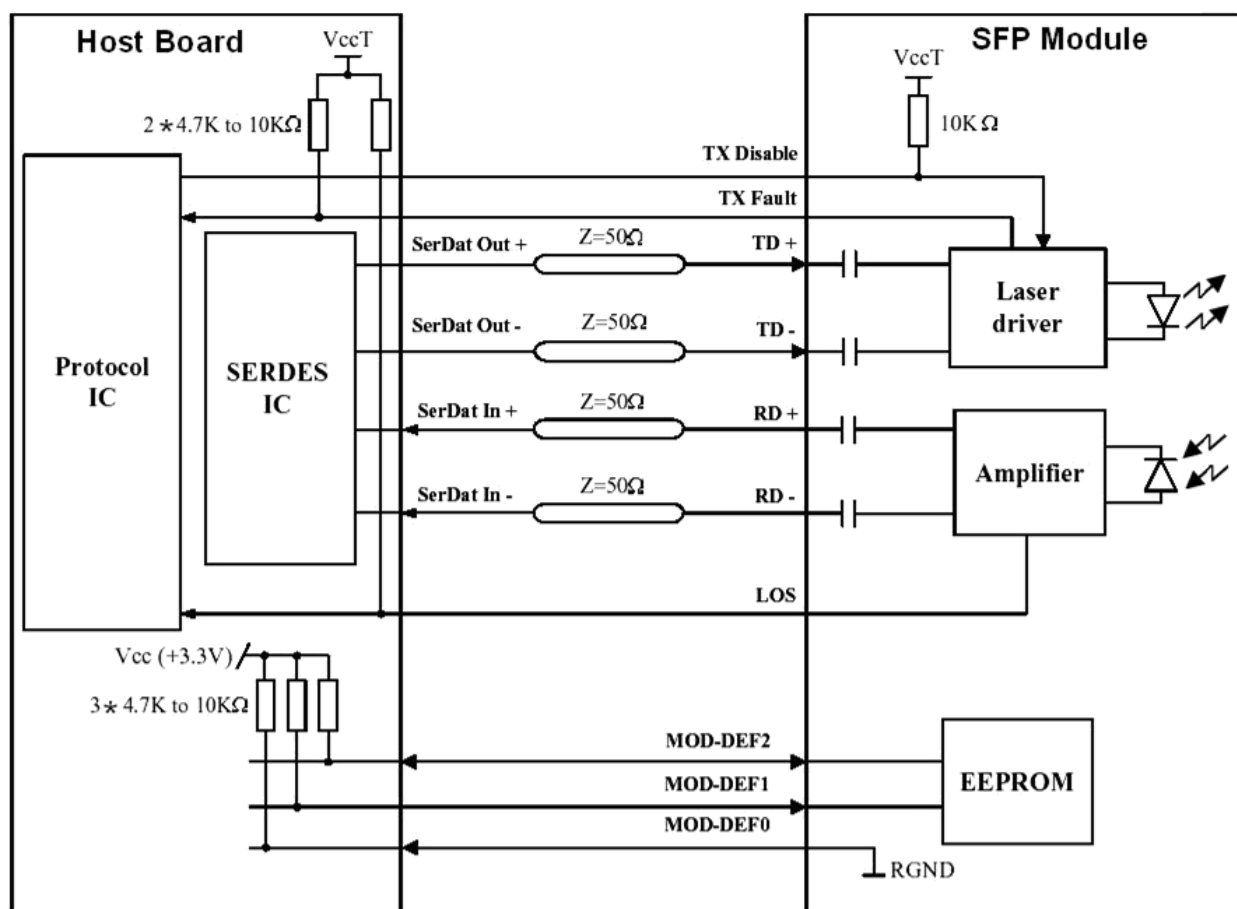 Host Board
SFP Module
VccT
VccT
2*4.7K to 10KΩ
10KΩ
TX Disable
TX Fault
SerDat Out +
Z=50Ω
TD +
SerDat Out -
Z=50Ω
TD -
Laser
driver
Protocol
IC
SERDES
IC
SerDat In +
Z=50Ω
RD +
SerDat In -
Z=50Ω
RD -
Amplifier
LOS
Vcc (+3.3V)
3*4.7K to 10KΩ
MOD-DEF2
MOD-DEF1
MOD-DEF0
EEPROM
RGND